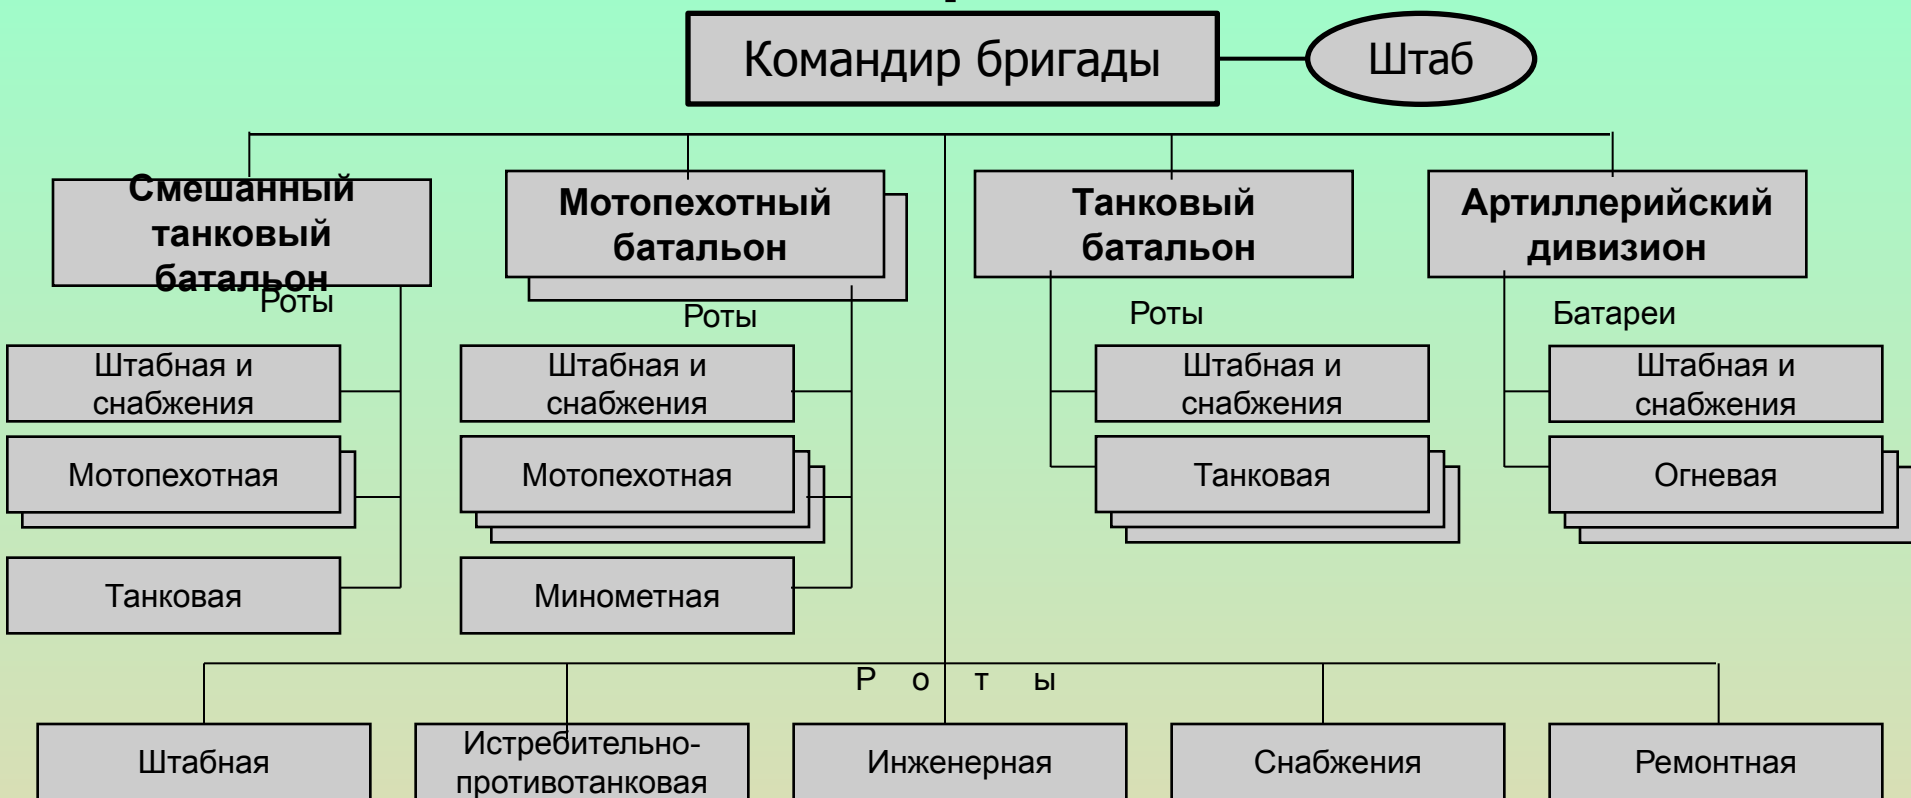 Командир бригады
Штаб
Смешанный
танковый
батальон
Мотопехотный
батальон
Танковый
батальон
Артиллерийский
дивизион
Роты
Роты
Роты
Батареи
Штабная и
снабжения
Штабная и
снабжения
Штабная и
снабжения
Штабная и
снабжения
Мотопехотная
Мотопехотная
Танковая
Огневая
Танковая
Минометная
Р о т ы
Штабная
Истребительно-
противотанковая
Инженерная
Снабжения
Ремонтная